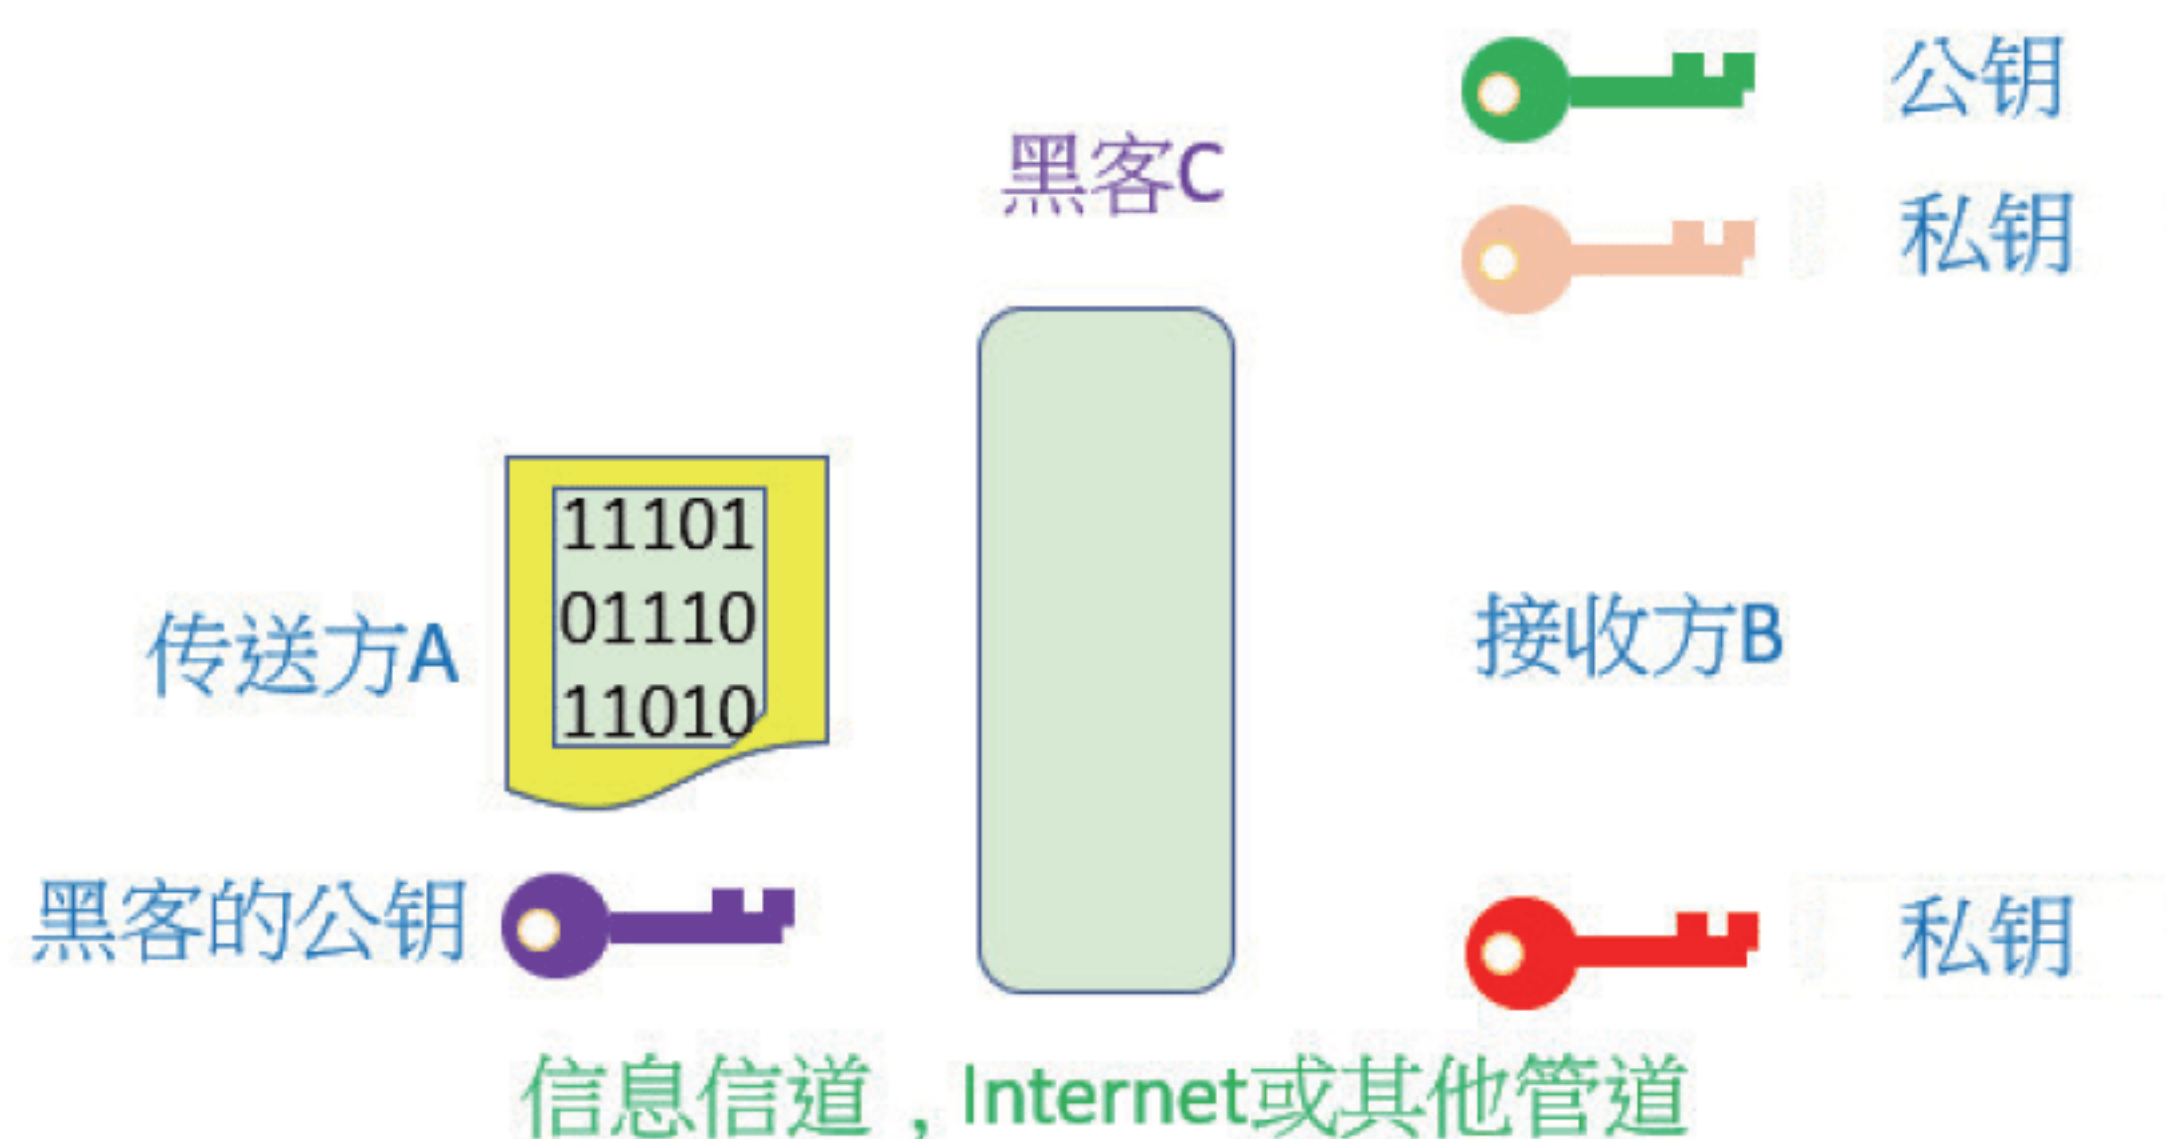 公钥
黑客C
私钥
11101
01110
11010
传送方A
接收方B
黑客的公钥
私钥
信息信道，Internet或其他管道